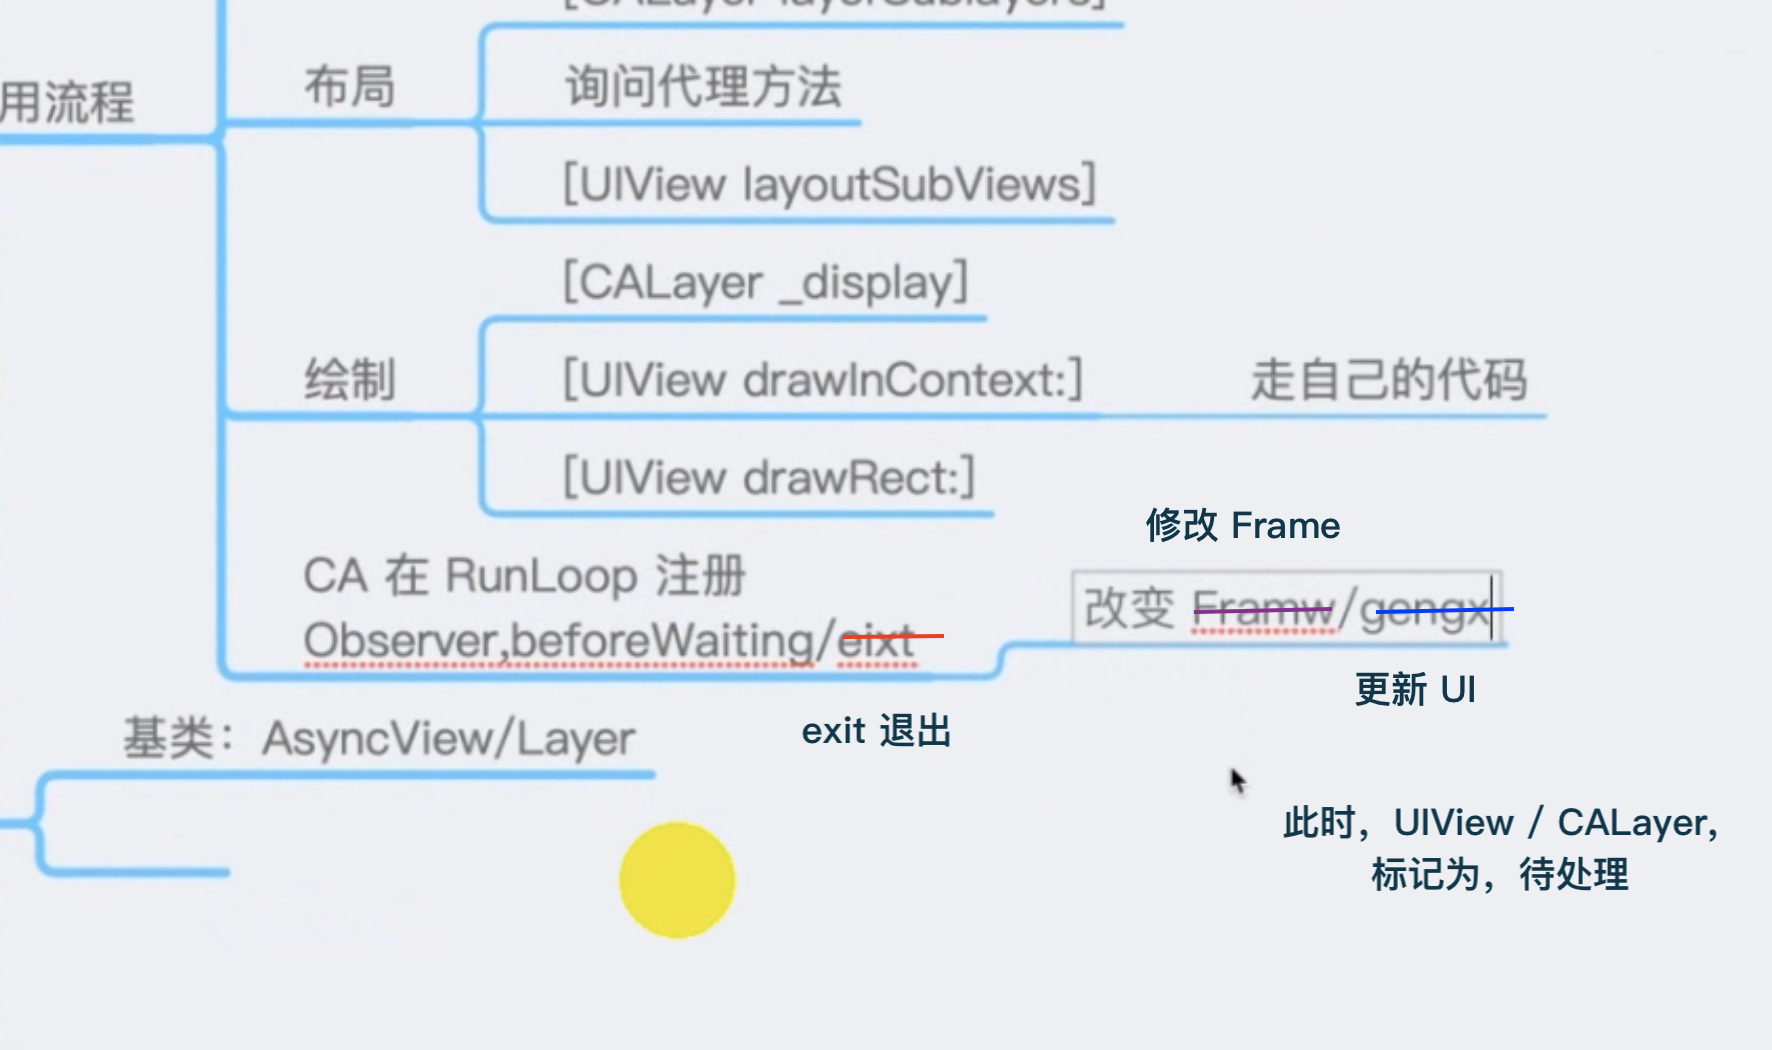 [CALayer layerSublayers]
用流程
布局
询问代理方法
[UIView layoutSubViews]
[CALayer _display]
绘制
[UIView drawInContext:]
走自己的代码
[UIView drawRect:]
修改 Frame
CA 在 RunLoop 注册
Observer,beforeWaiting/eixt
改变 Framw/gengx
更新 UI
exit 退出
基类：AsyncView/Layer
此时，UIView / CALayer,
标记为，待处理